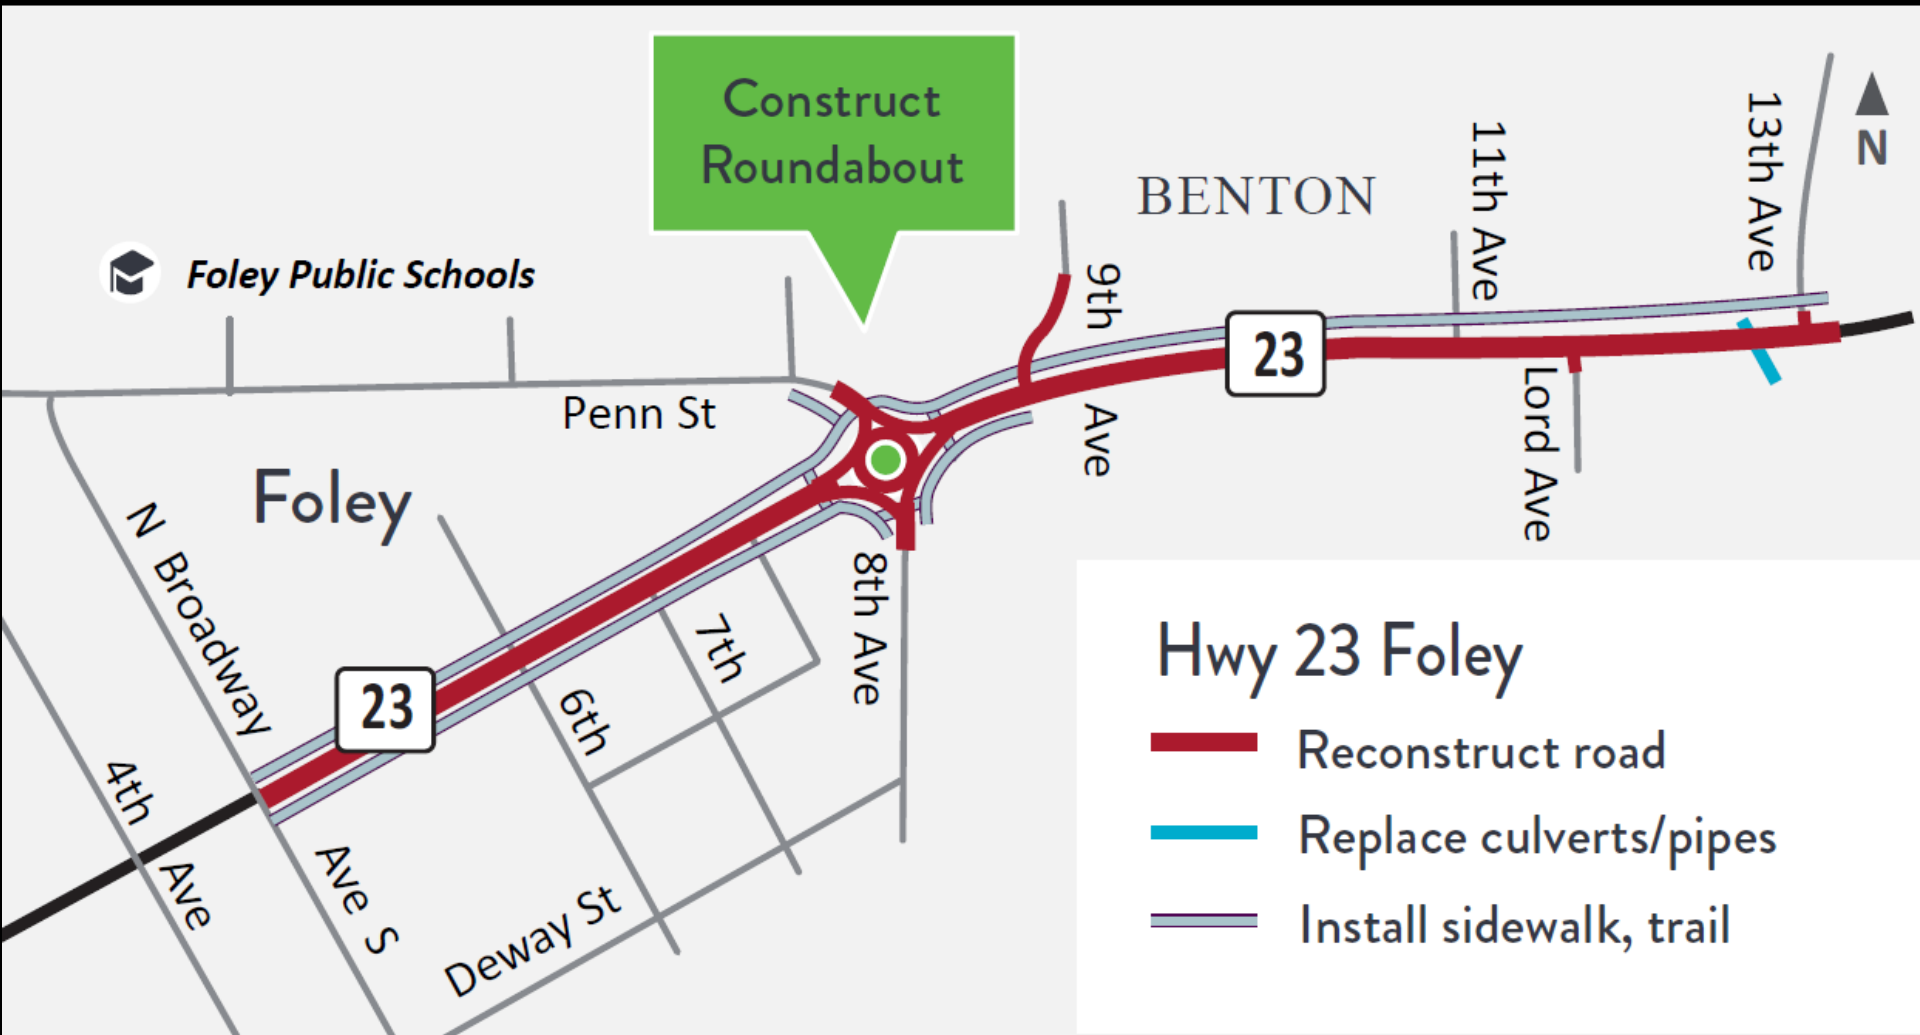 Construct
Roundabout
BENTON
11th Ave
13th Ave
N
Foley Public Schools
9th Ave
23
Penn St
Lord Ave
Foley
N Broadway Ave S
8th Ave
7th
6th
23
4th Ave
Deway St
Hwy 23 Foley
Reconstruct road
Replace culverts/pipes
Install sidewalk, trail